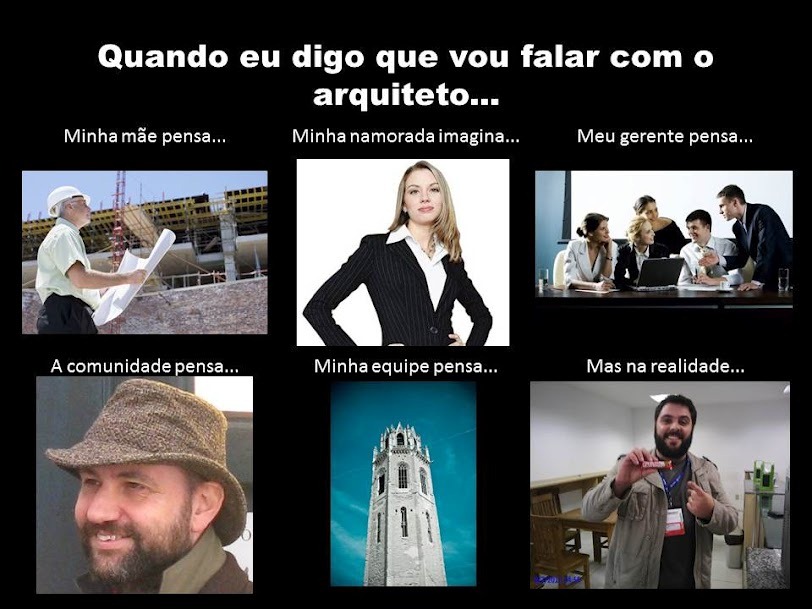 Quando eu digo que vou falar com o
arquiteto...
Minha mãe pensa...
Minha namorada imagina...
Meu gerente pensa...
A comunidade pensa...
Minha equipe pensa...
Mas na realidade...